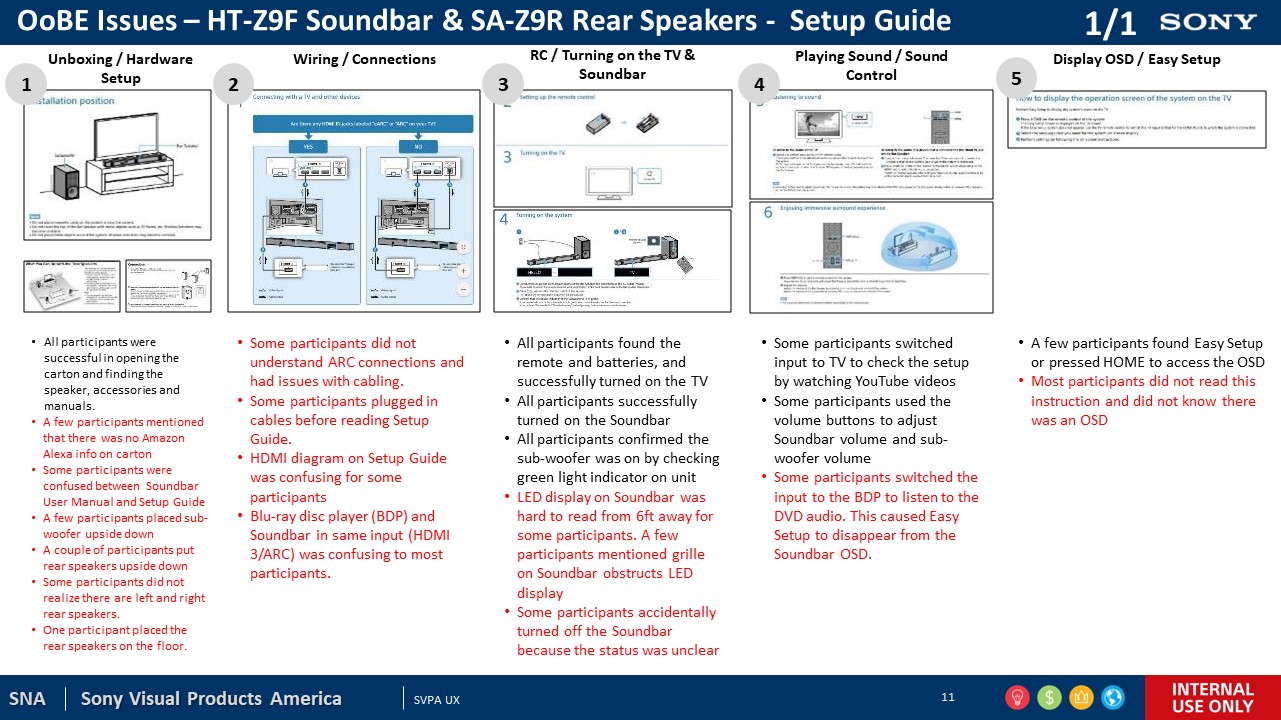 OoBE Issues – HT-Z9F Soundbar & SA-Z9R Rear Speakers -  Setup Guide
1/1
SONY
1
Unboxing / Hardware
Setup
2
Wiring / Connections
3
RC / Turning on the TV &
Soundbar
4
Playing Sound / Sound
Control
5
Display OSD / Easy Setup
Installation position
Connecting with a TV and other devices
Are there any HDMI IN jacks labeled "eARC" or "ARC" on your TV?
YES
NO
Setting up the remote control
3
Turning on the TV
4
Turning on the system
HELLO
TV
Listening to sound
6
Enjoying immersive surround experience
How to display the operation screen of the system on the TV
• All participants were
successful in opening the
carton and finding the
speaker, accessories and
manuals.
• A few participants mentioned
that there was no Amazon
Alexa info on carton
• Some participants were
confused between Soundbar
User Manual and Setup Guide
• A few participants placed sub-
woofer upside down
• A couple of participants put
rear speakers upside down
• Some participants did not
realize there are left and right
rear speakers.
• One participant placed the
rear speakers on the floor.
• Some participants did not
understand ARC connections and
had issues with cabling.
• Some participants plugged in
cables before reading Setup
Guide.
• HDMI diagram on Setup Guide
was confusing for some
participants
• Blu-ray disc player (BDP) and
Soundbar in same input (HDMI
3/ARC) was confusing to most
participants.
• All participants found the
remote and batteries, and
successfully turned on the TV
• All participants successfully
turned on the Soundbar
• All participants confirmed the
sub-woofer was on by checking
green light indicator on unit
• LED display on Soundbar was
hard to read from 6ft away for
some participants. A few
participants mentioned grille
on Soundbar obstructs LED
display
• Some participants accidentally
turned off the Soundbar
because the status was unclear
• Some participants switched
input to TV to check the setup
by watching YouTube videos
• Some participants used the
volume buttons to adjust
Soundbar volume and sub-
woofer volume
• Some participants switched the
input to the BDP to listen to the
DVD audio. This caused Easy
Setup to disappear from the
Soundbar OSD.
• A few participants found Easy Setup
or pressed HOME to access the OSD
• Most participants did not read this
instruction and did not know there
was an OSD
SNA
Sony Visual Products America
SVPA UX
11
INTERNAL
USE ONLY